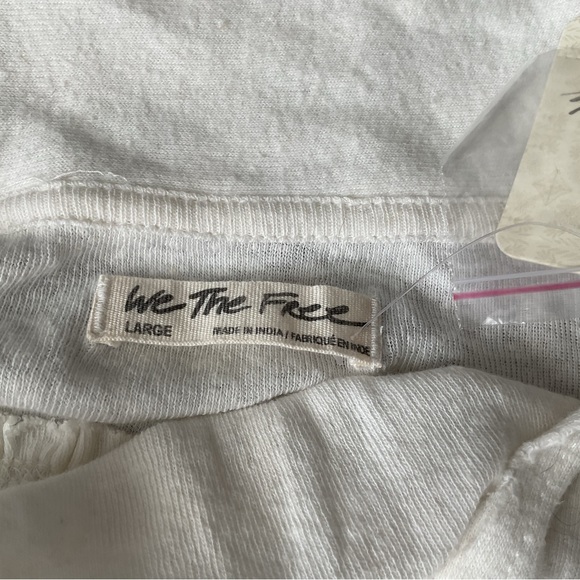 We The Free
LARGE MADE IN INDIA / FABRIQUÉ EN INDE